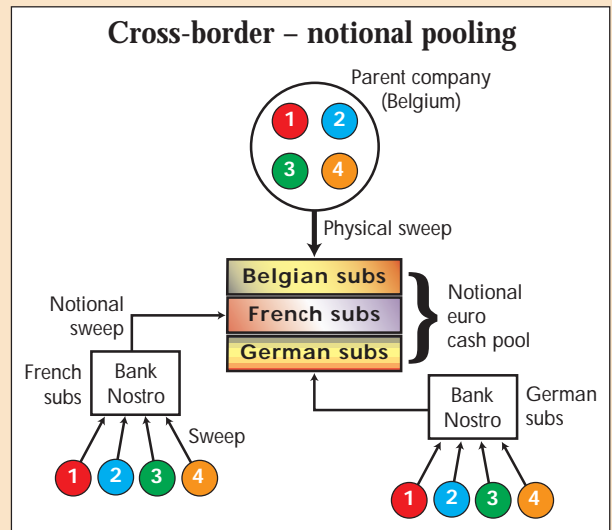 Cross-border – notional pooling
Parent company
(Belgium)
1 2
3 4
Physical sweep
Belgian subs
French subs
German subs
Notional
euro
cash pool
Notional
sweep
French
subs
Bank
Nostro
Sweep
1 2 3 4
Bank
Nostro
German
subs
1 2 3 4